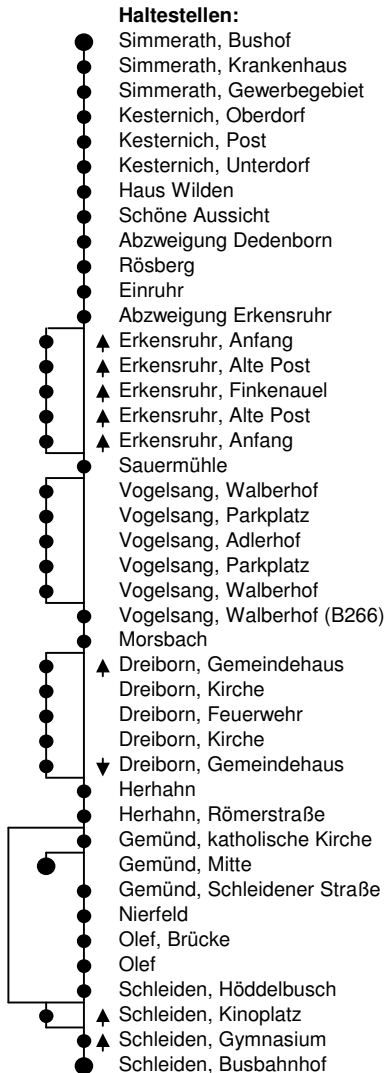 Haltestellen:
Simmerath, Bushof
Simmerath, Krankenhaus
Simmerath, Gewerbegebiet
Kesternich, Oberdorf
Kesternich, Post
Kesternich, Unterdorf
Haus Wilden
Schöne Aussicht
Abzweigung Dedenborn
Rösberg
Einruhr
Abzweigung Erkensruhr
Erkensruhr, Anfang
Erkensruhr, Alte Post
Erkensruhr, Finkenauel
Erkensruhr, Alte Post
Erkensruhr, Anfang
Sauermühle
Vogelsang, Walberhof
Vogelsang, Parkplatz
Vogelsang, Adlerhof
Vogelsang, Parkplatz
Vogelsang, Walberhof
Vogelsang, Walberhof (B266)
Morsbach
Dreiborn, Gemeindehaus
Dreiborn, Kirche
Dreiborn, Feuerwehr
Dreiborn, Kirche
Dreiborn, Gemeindehaus
Herhahn
Herhahn, Römerstraße
Gemünd, katholische Kirche
Gemünd, Mitte
Gemünd, Schleidener Straße
Nierfeld
Olef, Brücke
Olef
Schleiden, Höddelbusch
Schleiden, Kinoplatz
Schleiden, Gymnasium
Schleiden, Busbahnhof